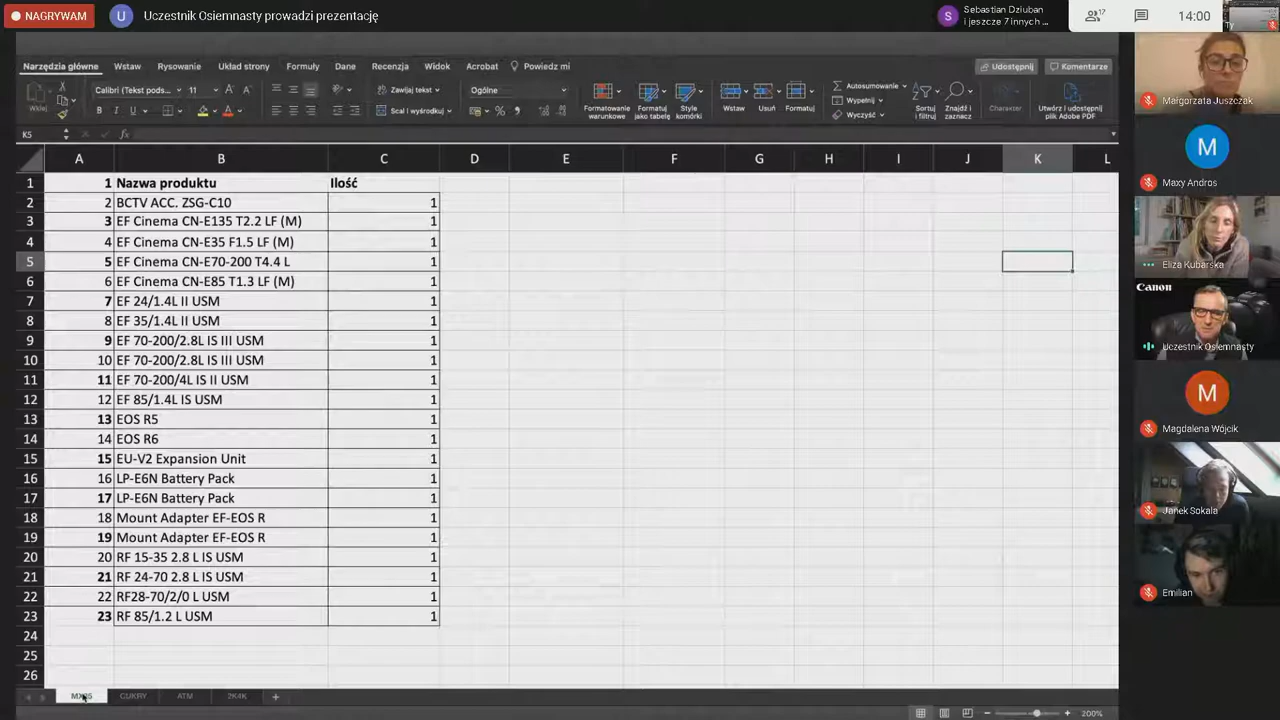 NAGRYWAM
U
Uczestnik Osiemnasty prowadzi prezentację
S
Sebastian Dziuban
i jeszcze 7 innych ...
17
14:00
Ty
Narzędzia główne Wstaw Rysowanie Układ strony Formuły Dane Recenzja Widok Acrobat Powiedz mi
Udostępnij
Komentarze
Wklej
Calibri (Tekst pods...
11
B I U
Zawijaj tekst
Scal i wyśrodkuj
Ogólne
%
Formatowanie warunkowe
Formatuj jako tabelę
Style komórki
Wstaw
Usuń
Formatuj
Autosumowanie
Wypełnij
Wyczyść
Sortuj i filtruj
Znajdź i zaznacz
Charakter
Utwórz i udostępnij plik Adobe PDF
K5
fx
A B C D E F G H I J K L
1 1 Nazwa produktu Ilość
2 2 BCTV ACC. ZSG-C10 1
3 3 EF Cinema CN-E135 T2.2 LF (M) 1
4 4 EF Cinema CN-E35 F1.5 LF (M) 1
5 5 EF Cinema CN-E70-200 T4.4 L 1
6 6 EF Cinema CN-E85 T1.3 LF (M) 1
7 7 EF 24/1.4L II USM 1
8 8 EF 35/1.4L II USM 1
9 9 EF 70-200/2.8L IS III USM 1
10 10 EF 70-200/2.8L IS III USM 1
11 11 EF 70-200/4L IS II USM 1
12 12 EF 85/1.4L IS USM 1
13 13 EOS R5 1
14 14 EOS R6 1
15 15 EU-V2 Expansion Unit 1
16 16 LP-E6N Battery Pack 1
17 17 LP-E6N Battery Pack 1
18 18 Mount Adapter EF-EOS R 1
19 19 Mount Adapter EF-EOS R 1
20 20 RF 15-35 2.8 L IS USM 1
21 21 RF 24-70 2.8 L IS USM 1
22 22 RF28-70/2/0 L USM 1
23 23 RF 85/1.2 L USM 1
24
25
26
CUKRY ATM 2K4K +
200%
Małgorzata Juszczak
M
Maxy Andros
Eliza Kubarska
Canon
Uczestnik Osiemnasty
M
Magdalena Wójcik
Janek Sokala
Emilian